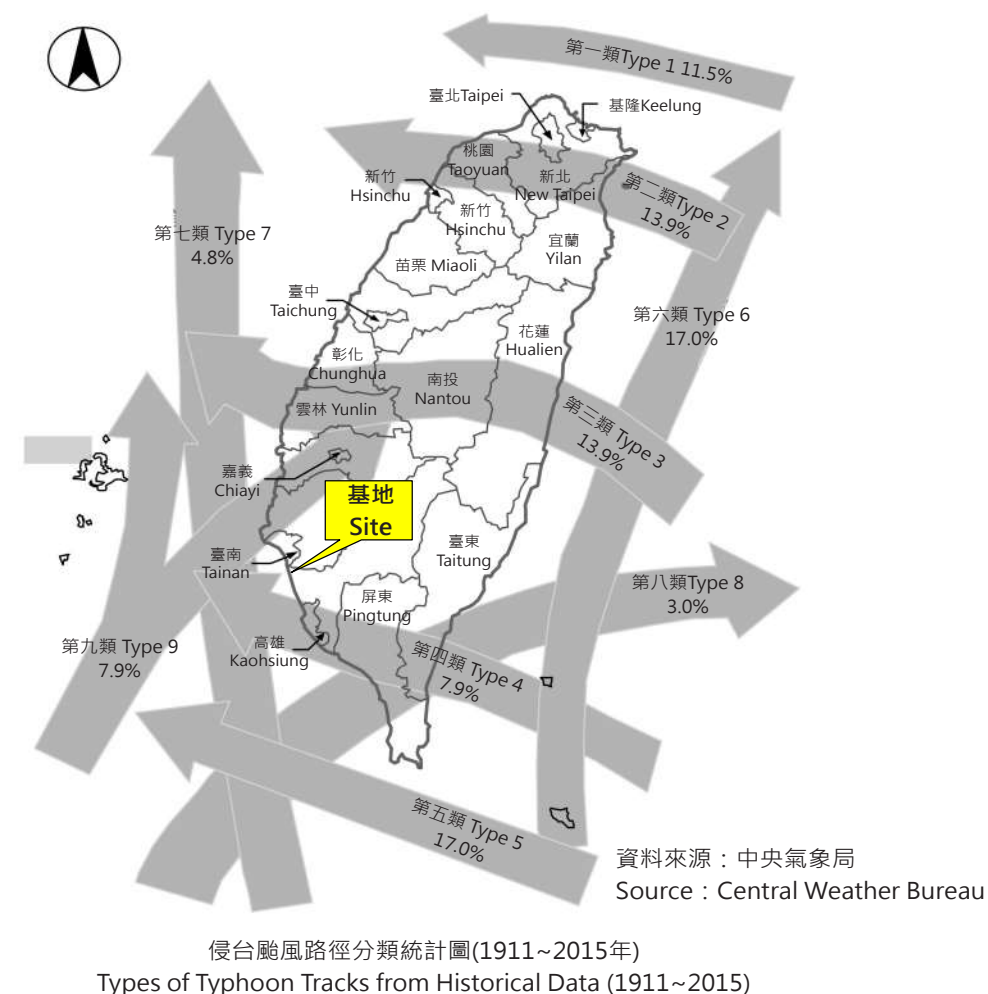 第一類Type 1 11.5%
臺北Taipei
基隆Keelung
桃園
Taoyuan
新竹
Hsinchu
新北
New Taipei
第二類Type 2
13.9%
新竹
Hsinchu
宜蘭
Yilan
第七類 Type 7
4.8%
苗栗 Miaoli
臺中
Taichung
第六類 Type 6
17.0%
花蓮
Hualien
彰化
Chunghua
南投
Nantou
雲林 Yunlin
第三類 Type 3
13.9%
嘉義
Chiayi
基地
Site
臺南
Tainan
臺東
Taitung
第八類Type 8
3.0%
屏東
Pingtung
第九類 Type 9
7.9%
高雄
Kaohsiung
第四類 Type 4
7.9%
第五類 Type 5
17.0%
資料來源：中央氣象局
Source：Central Weather Bureau
侵台颱風路徑分類統計圖(1911~2015年)
Types of Typhoon Tracks from Historical Data (1911~2015)